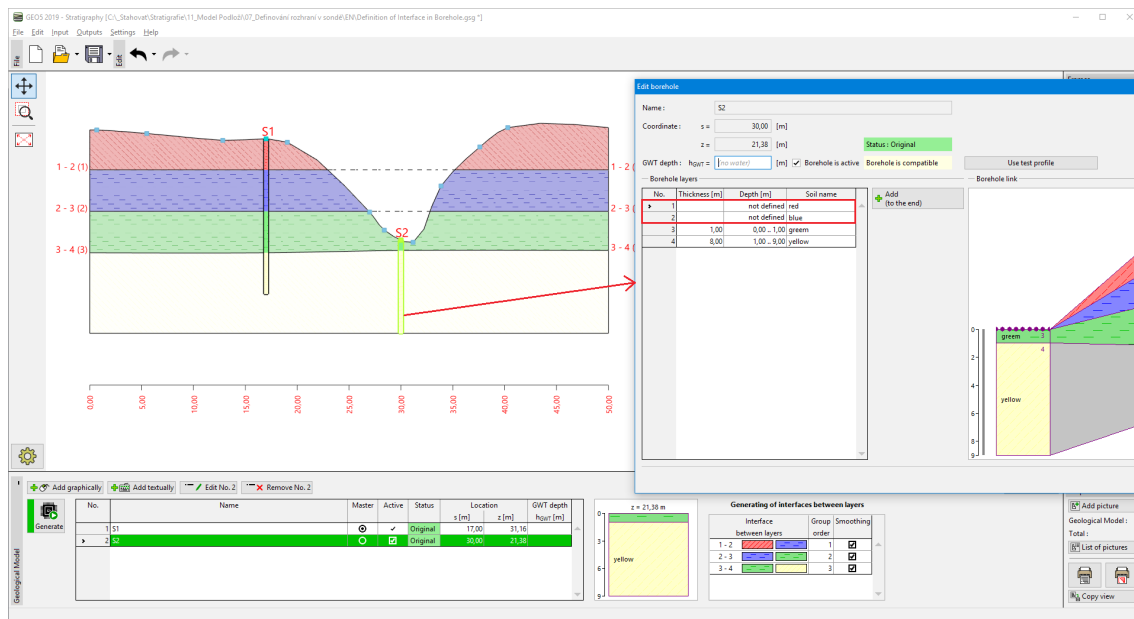 GEO5 2019 - Stratigraphy [C:\_Stahovat\Stratigrafie\11_Model Podloží\07_Definování rozhraní v sondě\EN\Definition of Interface in Borehole.gsg *]
File Edit Input Outputs Settings Help
File
Edit
S1
1 - 2 (1)
2 - 3 (2)
2 - 3 (
S2
3 - 4 (3)
3 - 4 (
0,00 5,00 10,00 15,00 20,00 25,00 30,00 35,00 40,00 45,00 50,00
Edit borehole
Name : S2
Coordinate : s = 30,00 [m]
z = 21,38 [m] Status : Original
GWT depth : hGWT = (no water) [m] Borehole is active Borehole is compatible Use test profile
Borehole layers
No. Thickness [m] Depth [m] Soil name
1 not defined red
2 not defined blue
3 1,00 0,00 .. 1,00 green
4 8,00 1,00 .. 9,00 yellow
Add
(to the end)
Borehole link
0
2
4
6
8
9
greem 3
4
yellow
Add graphically Add textually Edit No. 2 Remove No. 2
Generate
Geological Model
No. Name Master Active Status Location GWT depth
s [m] z [m] hGWT [m]
1 S1 Original 17,00 31,16
2 S2 Original 30,00 21,38
z = 21,38 m
0
3
6
9
yellow
Generating of interfaces between layers
Interface Group Smoothing
between layers order
1 - 2 1
2 - 3 2
3 - 4 3
Add picture
Geological Model :
Total :
List of pictures
Copy view